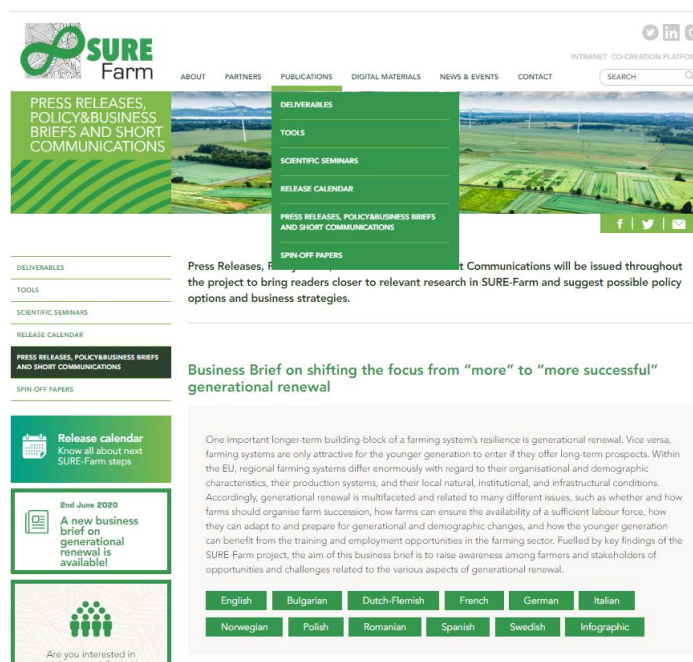 SURE
Farm
INTRANET CO-CREATION PLATFOR
ABOUT PARTNERS PUBLICATIONS DIGITAL MATERIALS NEWS & EVENTS CONTACT
SEARCH
PRESS RELEASES,
POLICY&BUSINESS
BRIEFS AND SHORT
COMMUNICATIONS
DELIVERABLES
TOOLS
SCIENTIFIC SEMINARS
RELEASE CALENDAR
PRESS RELEASES, POLICY&BUSINESS BRIEFS
AND SHORT COMMUNICATIONS
SPIN-OFF PAPERS
DELIVERABLES
TOOLS
SCIENTIFIC SEMINARS
RELEASE CALENDAR
PRESS RELEASES, POLICY&BUSINESS BRIEFS
AND SHORT COMMUNICATIONS
SPIN-OFF PAPERS
Release calendar
Know all about next
SURE-Farm steps
2nd June 2020
A new business
brief on
generational
renewal is
available!
Are you interested in
Press Releases, t Communications will be issued throughout
the project to bring readers closer to relevant research in SURE-Farm and suggest possible policy
options and business strategies.
Business Brief on shifting the focus from "more" to "more successful"
generational renewal
One important longer-term building-block of a farming system's resilience is generational renewal. Vice versa,
farming systems are only attractive for the younger generation to enter if they offer long-term prospects. Within
the EU, regional farming systems differ enormously with regard to their organisational and demographic
characteristics, their production systems, and their local natural, institutional, and infrastructural conditions.
Accordingly, generational renewal is multifaceted and related to many different issues, such as whether and how
farms should organise farm succession, how farms can ensure the availability of a sufficient labour force, how
they can adapt to and prepare for generational and demographic changes, and how the younger generation
can benefit from the training and employment opportunities in the farming sector. Fuelled by key findings of the
SURE-Farm project, the aim of this business brief is to raise awareness among farmers and stakeholders of
opportunities and challenges related to the various aspects of generational renewal.
English Bulgarian Dutch-Flemish French German Italian
Norwegian Polish Romanian Spanish Swedish Infographic